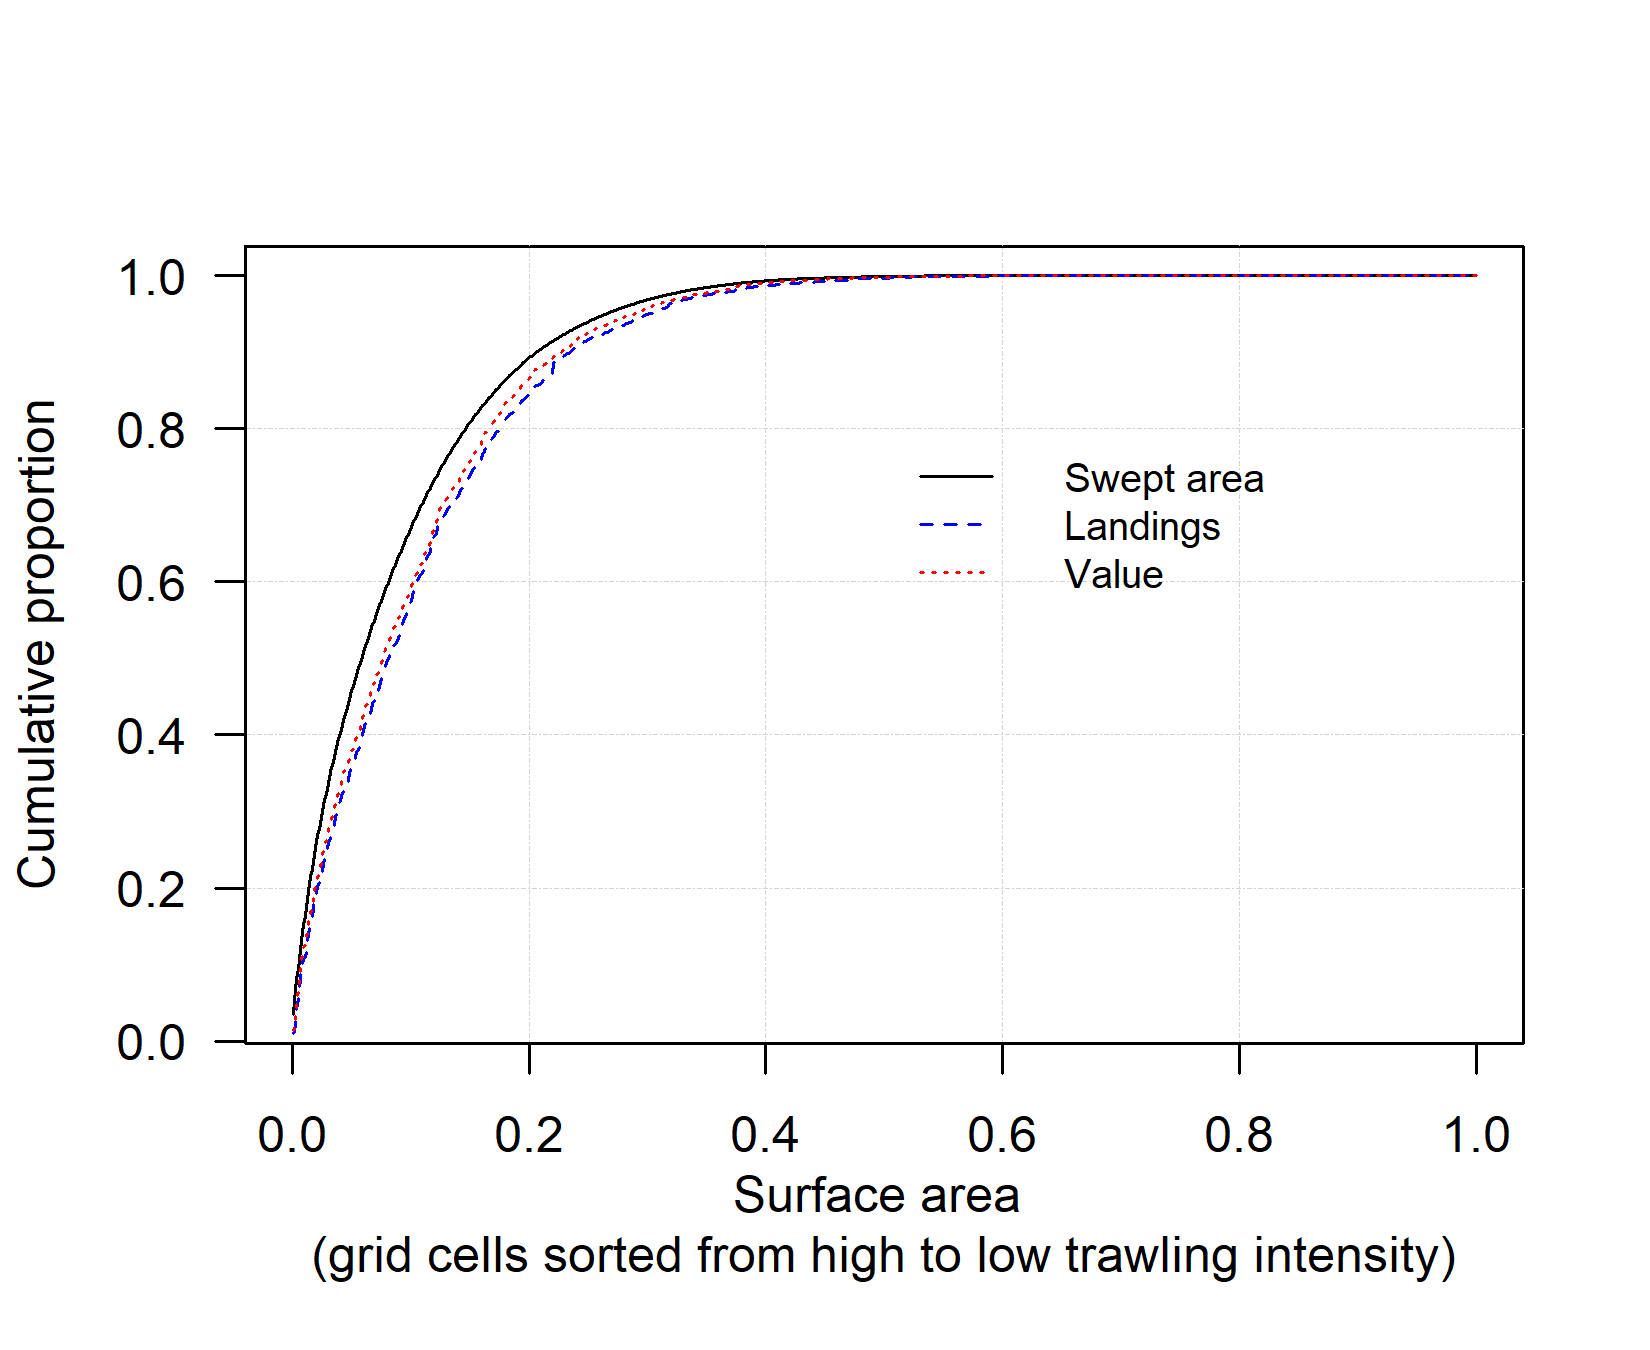 1.0
0.8
0.6
0.4
0.2
0.0
Cumulative proportion
Swept area
Landings
Value
0.0 0.2 0.4 0.6 0.8 1.0
Surface area
(grid cells sorted from high to low trawling intensity)